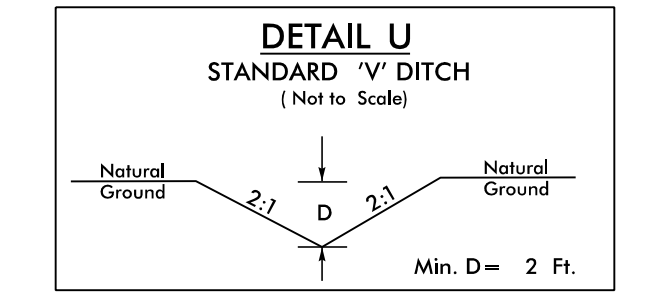 DETAIL U
STANDARD 'V' DITCH
( Not to Scale)
Natural
Ground
2:1
D
2:1
Natural
Ground
Min. D= 2 Ft.